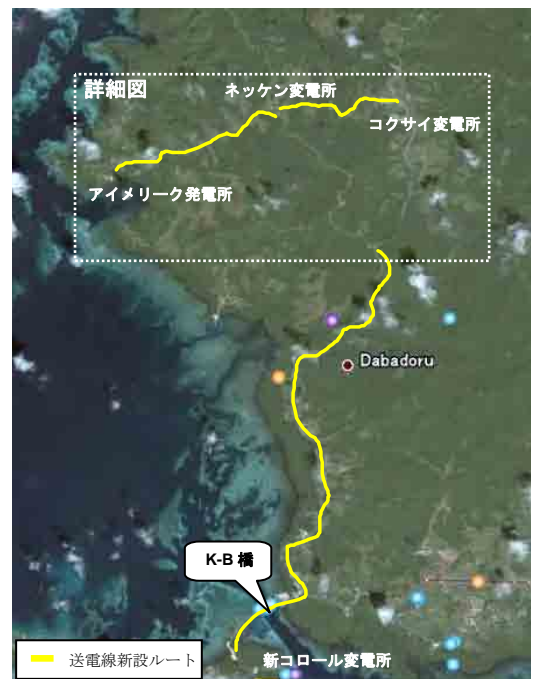 詳細図
ネッケン変電所
コクサイ変電所
アイメリーク発電所
Dabadoru
K-B 橋
送電線新設ルート
新コロール変電所